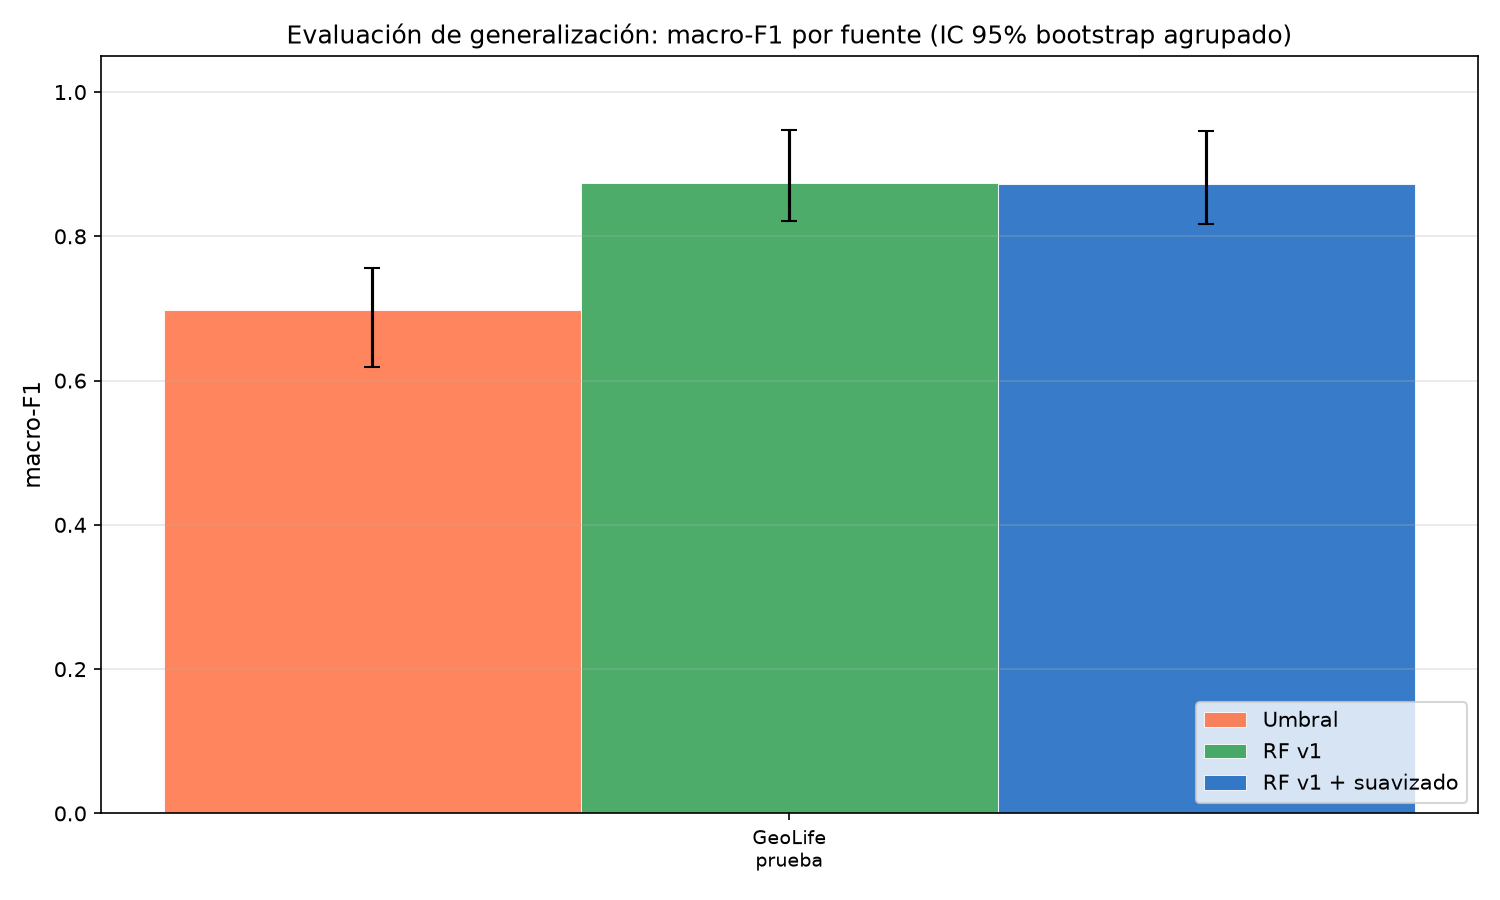 Evaluación de generalización: macro-F1 por fuente (IC 95% bootstrap agrupado)
macro-F1
1.0
0.8
0.6
0.4
0.2
0.0
GeoLife
prueba
Umbral
RF v1
RF v1 + suavizado